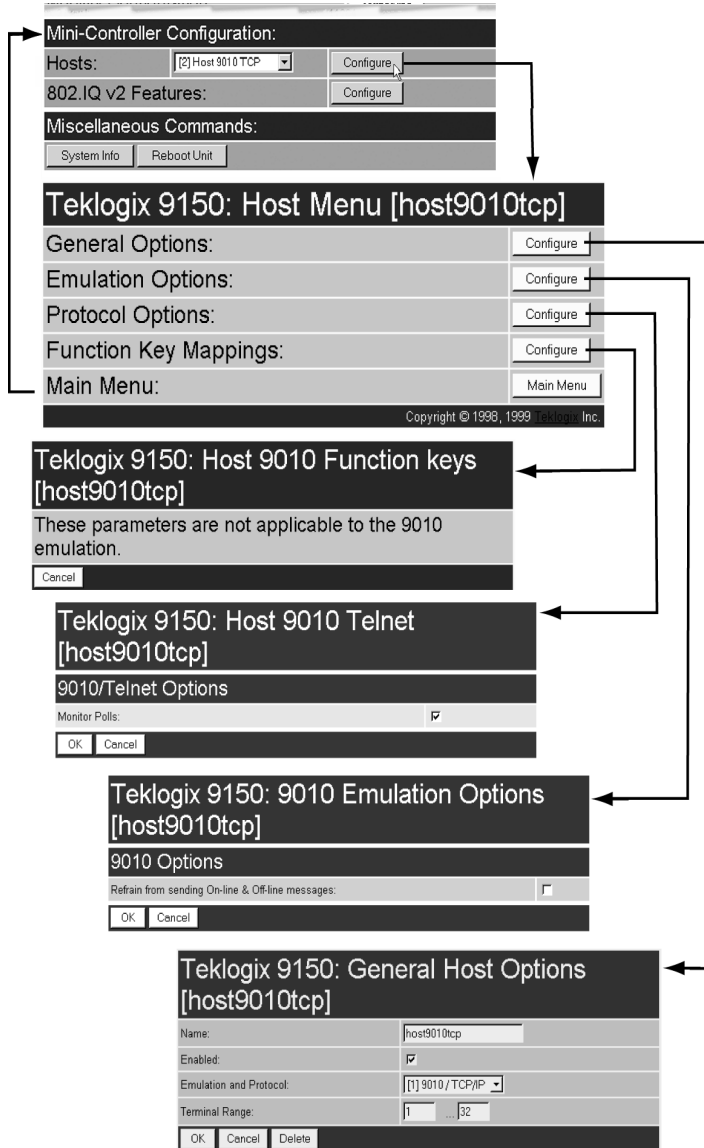 Mini-Controller Configuration:
Hosts: [2] Host 9010 TCP Configure
802.IQ v2 Features: Configure
Miscellaneous Commands:
System Info Reboot Unit
Teklogix 9150: Host Menu [host9010tcp]
General Options: Configure
Emulation Options: Configure
Protocol Options: Configure
Function Key Mappings: Configure
Main Menu: Main Menu
Copyright © 1998, 1999 Teklogix Inc.
Teklogix 9150: Host 9010 Function keys
[host9010tcp]
These parameters are not applicable to the 9010
emulation.
Cancel
Teklogix 9150: Host 9010 Telnet
[host9010tcp]
9010/Telnet Options
Monitor Polls:
OK Cancel
Teklogix 9150: 9010 Emulation Options
[host9010tcp]
9010 Options
Refrain from sending On-line & Off-line messages:
OK Cancel
Teklogix 9150: General Host Options
[host9010tcp]
Name: host9010tcp
Enabled:
Emulation and Protocol: [1] 9010 / TCP/IP
Terminal Range: 1 ... 32
OK Cancel Delete